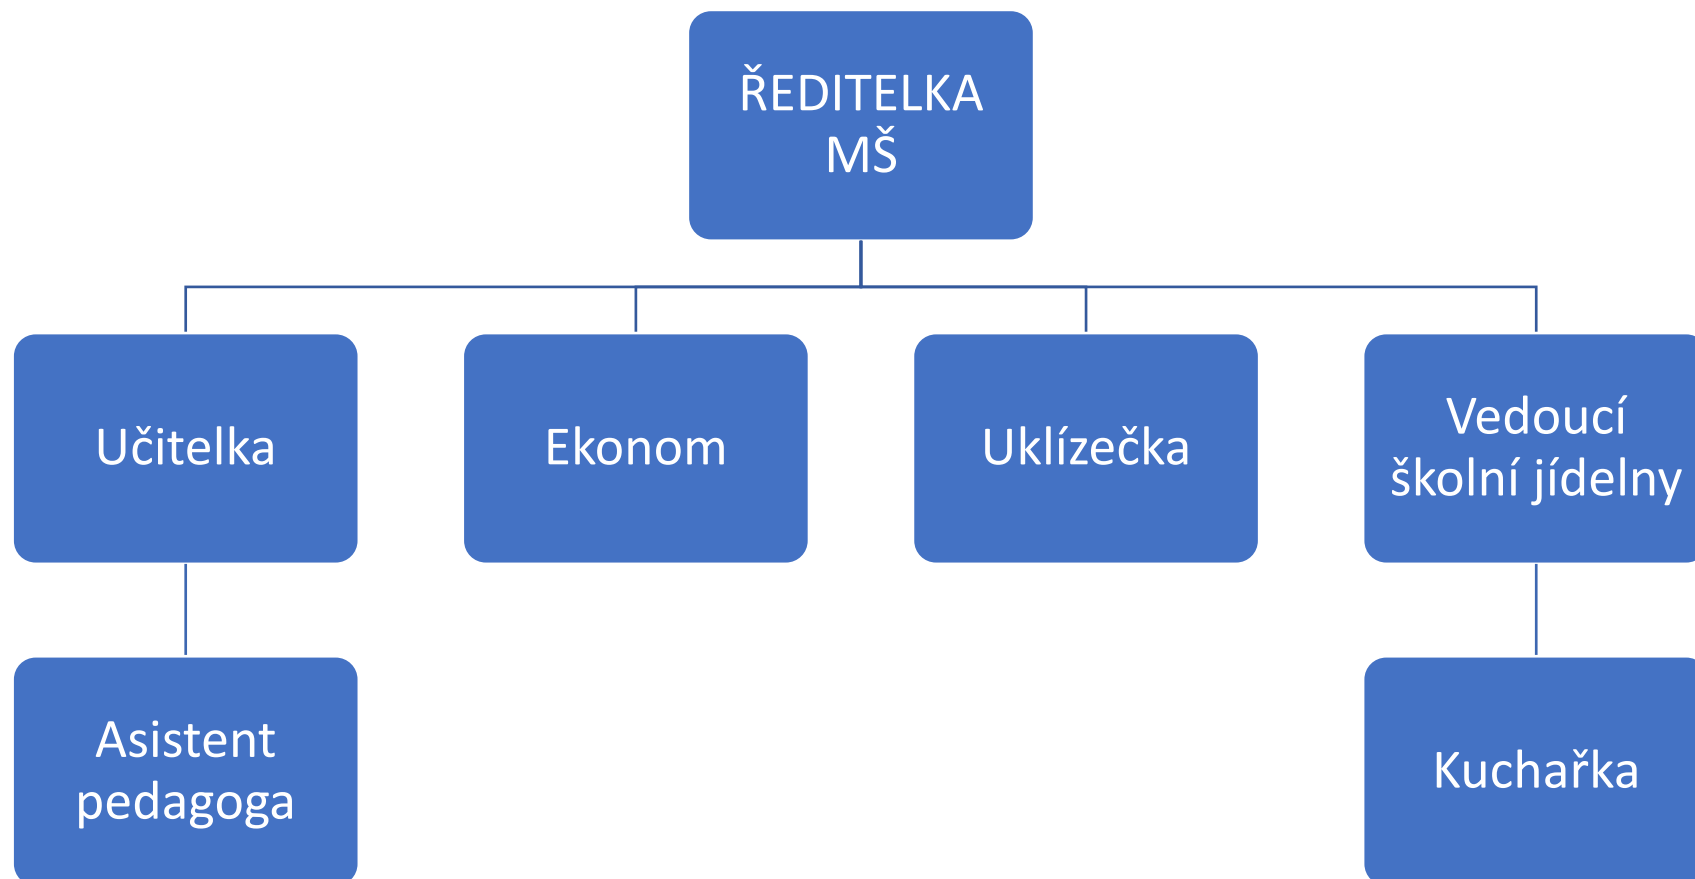 ŘEDITELKA
MŠ
Učitelka
Ekonom
Uklízečka
Vedoucí
školní jídelny
Asistent
pedagoga
Kuchařka